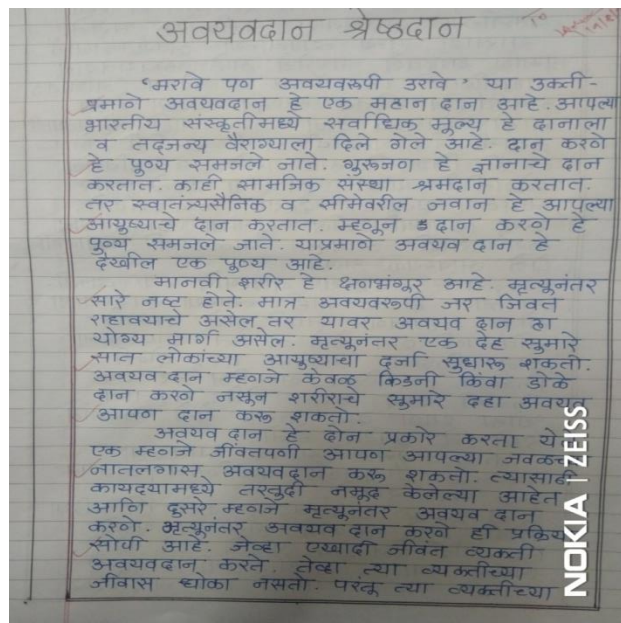 अवयवदान श्रेष्ठदान
To
'मरावे पण अवयवरूपी उरावे' या उक्ती-
प्रमाणे अवयवदान हे एक महान दान आहे. आपल्या
भारतीय संस्कृतीमध्ये सर्वाधिक मूल्य हे दानाला
व तद्जन्य वैराग्याला दिले गेले आहे. दान करणे
हे पुण्य समजले जाते. गुरूजण हे ज्ञानाचे दान
करतात. काही सामजिक संस्था श्रमदान करतात.
तर स्वातंत्र्यसैनिक व सीमेवरील जवान हे आपल्या
आयुष्याचे दान करतात. म्हणून दान करणे हे
पुण्य समजले जाते. याप्रमाणे अवयव दान हे
देखील एक पुण्य आहे.
मानवी शरीर हे क्षणभंगूर आहे. मृत्यूनंतर
सारे नष्ट होते. मात्र अवयवरूपी जर जिवंत
राहावयाचे असेल तर यावर अवयव दान हा
योग्य मार्ग असेल. मृत्यूनंतर एक देह सुमारे
सात लोकांच्या आयुष्याचा दर्जा सुधारू शकतो.
अवयव दान म्हणजे केवळ किडनी किंवा डोळे
दान करणे नसून शरीराचे सुमारे दहा अवयव
आपण दान करू शकतो.
अवयव दान हे दोन प्रकारे करता ये
एक म्हणजे जीवंतपणी आपण आपल्या जवळच्या
नातलगास अवयवदान करू शकतो. त्यासाठी
कायद्यामध्ये तरतुदी नमूद केलेल्या आहेत
आणि दुसरे म्हणजे मृत्यूनंतर अवयव दान
करणे. मृत्यूनंतर अवयव दान करणे ही प्रक्रिया
सोपी आहे. जेव्हा एखादी जीवंत व्यक्ती
अवयवदान करते. तेव्हा त्या व्यक्तीच्या
जीवास धोका नसतो. परंतू त्या व्यक्तीच्या
NOKIA | ZEISS